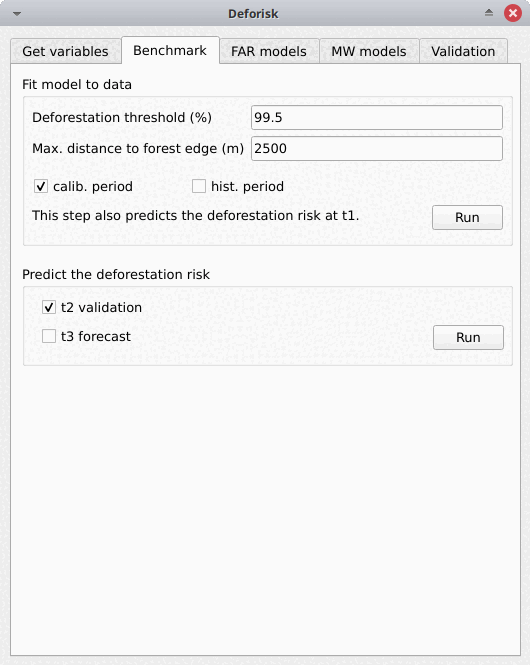 Deforisk
Get variables Benchmark FAR models MW models Validation
Fit model to data
Deforestation threshold (%) 99.5
Max. distance to forest edge (m) 2500
calib. period hist. period
This step also predicts the deforestation risk at t1. Run
Predict the deforestation risk
t2 validation
t3 forecast Run